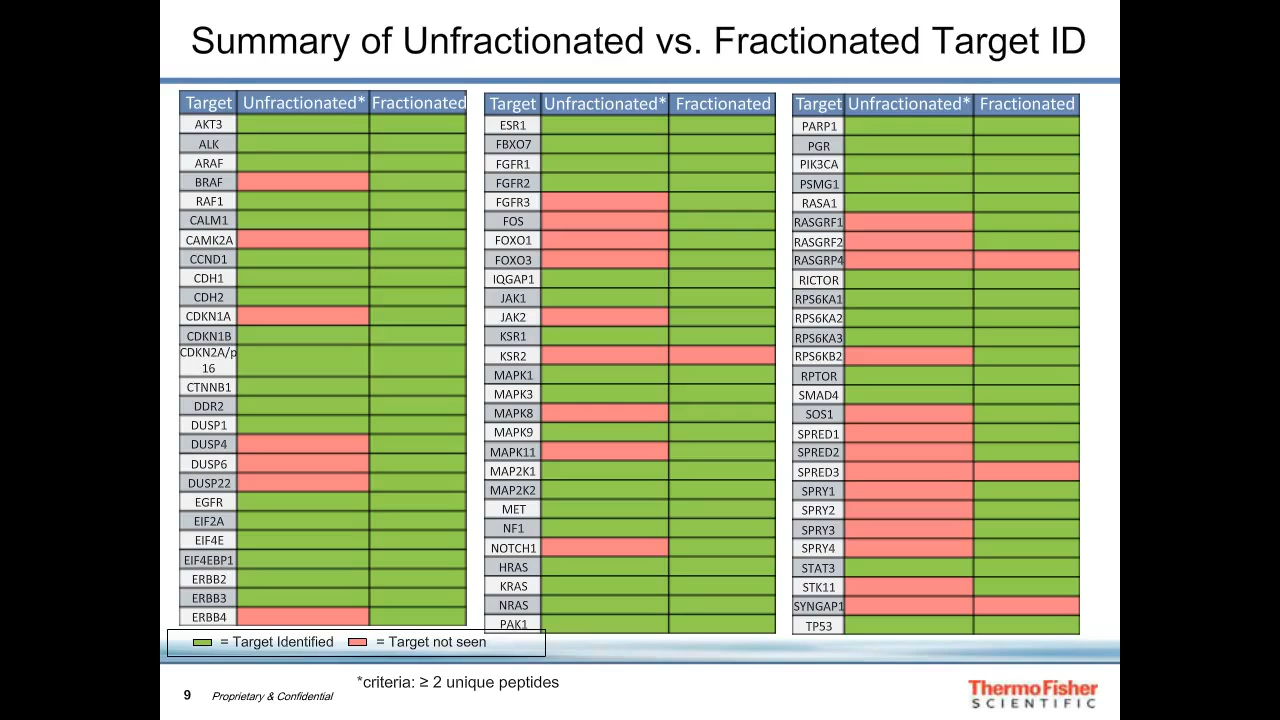 Summary of Unfractionated vs. Fractionated Target ID
Target Unfractionated* Fractionated
AKT3
ALK
ARAF
BRAF
RAF1
CALM1
CAMK2A
CCND1
CDH1
CDH2
CDKN1A
CDKN1B
CDKN2A/p
16
CTNNB1
DDR2
DUSP1
DUSP4
DUSP6
DUSP22
EGFR
EIF2A
EIF4E
EIF4EBP1
ERBB2
ERBB3
ERBB4
Target Unfractionated* Fractionated
ESR1
FBXO7
FGFR1
FGFR2
FGFR3
FOS
FOXO1
FOXO3
IQGAP1
JAK1
JAK2
KSR1
KSR2
MAPK1
MAPK3
MAPK8
MAPK9
MAPK11
MAP2K1
MAP2K2
MET
NF1
NOTCH1
HRAS
KRAS
NRAS
PAK1
Target Unfractionated* Fractionated
PARP1
PGR
PIK3CA
PSMG1
RASA1
RASGRF1
RASGRF2
RASGRP4
RICTOR
RPS6KA1
RPS6KA2
RPS6KA3
RPS6KB2
RPTOR
SMAD4
SOS1
SPRED1
SPRED2
SPRED3
SPRY1
SPRY2
SPRY3
SPRY4
STAT3
STK11
SYNGAP1
TP53
= Target Identified = Target not seen
*criteria: ≥ 2 unique peptides
9 Proprietary & Confidential
ThermoFisher
SCIENTIFIC